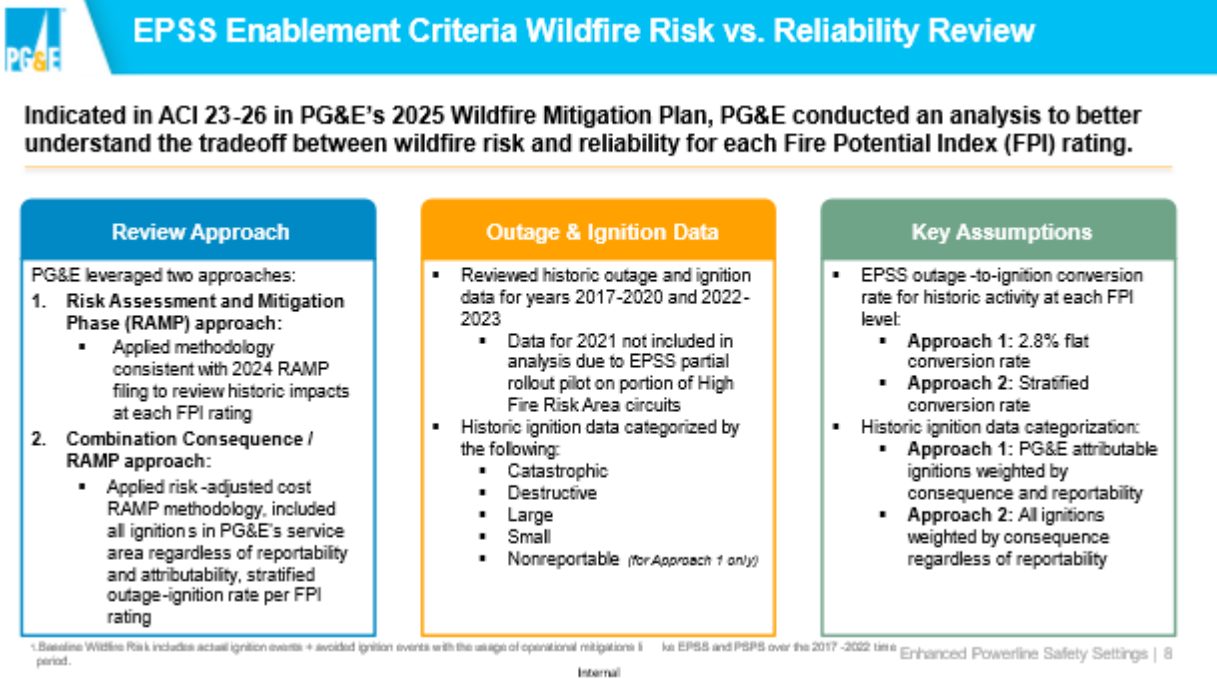 PG&E
EPSS Enablement Criteria Wildfire Risk vs. Reliability Review
Indicated in ACI 23-26 in PG&E's 2025 Wildfire Mitigation Plan, PG&E conducted an analysis to better
understand the tradeoff between wildfire risk and reliability for each Fire Potential Index (FPI) rating.
Review Approach
PG&E leveraged two approaches:
1. Risk Assessment and Mitigation
Phase (RAMP) approach:
▪ Applied methodology
consistent with 2024 RAMP
filing to review historic impacts
at each FPI rating
2. Combination Consequence /
RAMP approach:
▪ Applied risk -adjusted cost
RAMP methodology, included
all ignitions in PG&E's service
area regardless of reportability
and attributability, stratified
outage-ignition rate per FPI
rating
Outage & Ignition Data
▪ Reviewed historic outage and ignition
data for years 2017-2020 and 2022-
2023
▪ Data for 2021 not included in
analysis due to EPSS partial
rollout pilot on portion of High
Fire Risk Area circuits
▪ Historic ignition data categorized by
the following:
▪ Catastrophic
▪ Destructive
▪ Large
▪ Small
▪ Nonreportable (for Approach 1 only)
Key Assumptions
▪ EPSS outage -to-ignition conversion
rate for historic activity at each FPI
level:
▪ Approach 1: 2.8% flat
conversion rate
▪ Approach 2: Stratified
conversion rate
▪ Historic ignition data categorization:
▪ Approach 1: PG&E attributable
ignitions weighted by
consequence and reportability
▪ Approach 2: All ignitions
weighted by consequence
regardless of reportability
1.Baseline Wildfire Risk includes actual ignition events + avoided ignition events with the usage of operational mitigations li ke EPSS and PSPS over the 2017 -2022 time
period.
Enhanced Powerline Safety Settings | 8
Internal